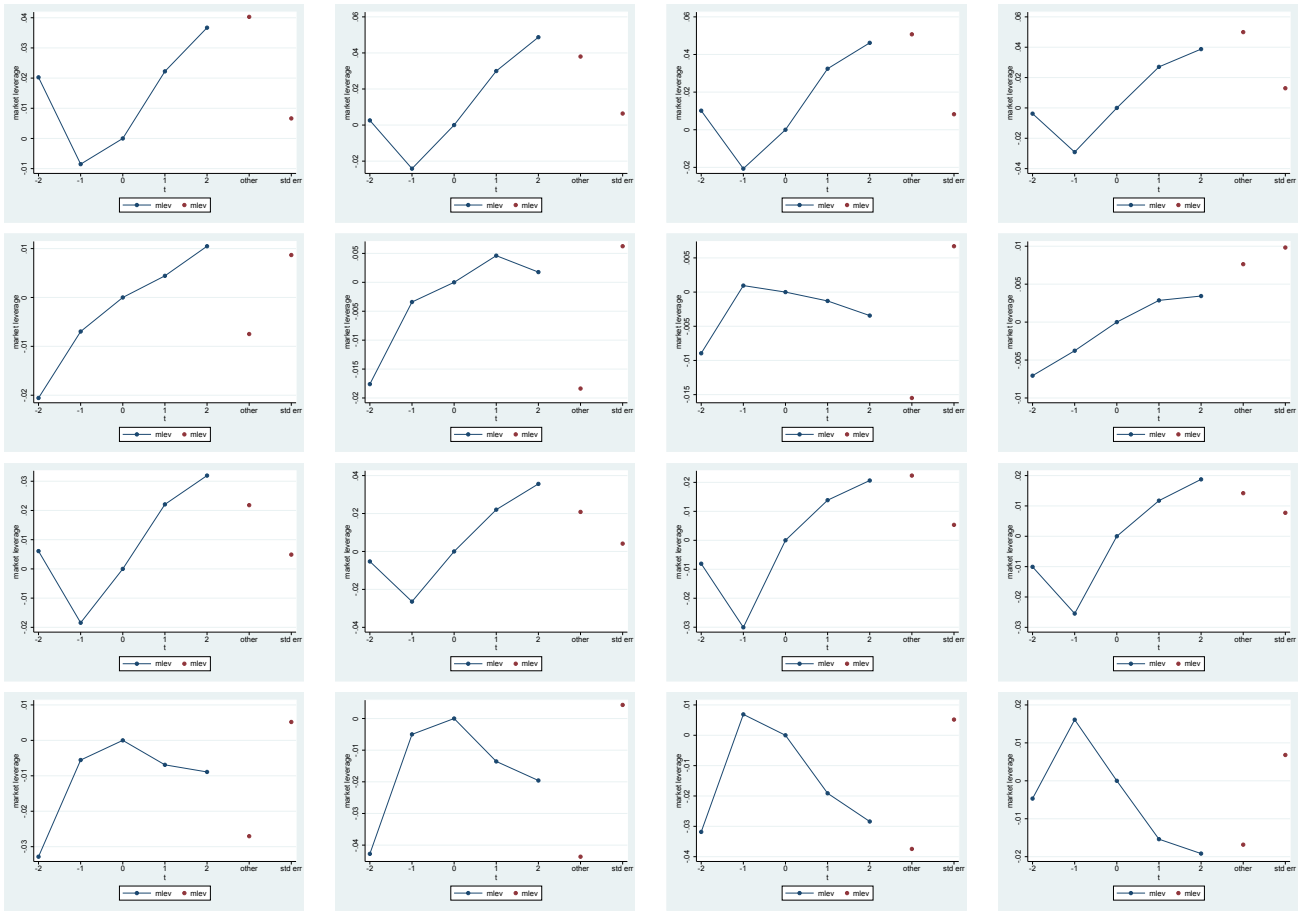 market leverage
-.01 0 .01 .02 .03 .04
-2 -1 0 1 2 other std err
t
mlev mlev
market leverage
-.02 0 .02 .04 .06
-2 -1 0 1 2 other std err
t
mlev mlev
market leverage
-.02 0 .02 .04 .06
-2 -1 0 1 2 other std err
t
mlev mlev
market leverage
-.04 -.02 0 .02 .04 .06
-2 -1 0 1 2 other std err
t
mlev mlev
market leverage
-.02 -.01 0 .01
-2 -1 0 1 2 other std err
t
mlev mlev
market leverage
-.02 -.015 -.01 -.005 0 .005
-2 -1 0 1 2 other std err
t
mlev mlev
market leverage
-.015 -.01 -.005 0 .005
-2 -1 0 1 2 other std err
t
mlev mlev
market leverage
-.01 -.005 0 .005 .01
-2 -1 0 1 2 other std err
t
mlev mlev
market leverage
-.02 -.01 0 .01 .02 .03
-2 -1 0 1 2 other std err
t
mlev mlev
market leverage
-.04 -.02 0 .02 .04
-2 -1 0 1 2 other std err
t
mlev mlev
market leverage
-.03 -.02 -.01 0 .01 .02
-2 -1 0 1 2 other std err
t
mlev mlev
market leverage
-.03 -.02 -.01 0 .01 .02
-2 -1 0 1 2 other std err
t
mlev mlev
market leverage
-.03 -.02 -.01 0 .01
-2 -1 0 1 2 other std err
t
mlev mlev
market leverage
-.04 -.03 -.02 -.01 0
-2 -1 0 1 2 other std err
t
mlev mlev
market leverage
-.04 -.03 -.02 -.01 0 .01
-2 -1 0 1 2 other std err
t
mlev mlev
market leverage
-.02 -.01 0 .01 .02
-2 -1 0 1 2 other std err
t
mlev mlev